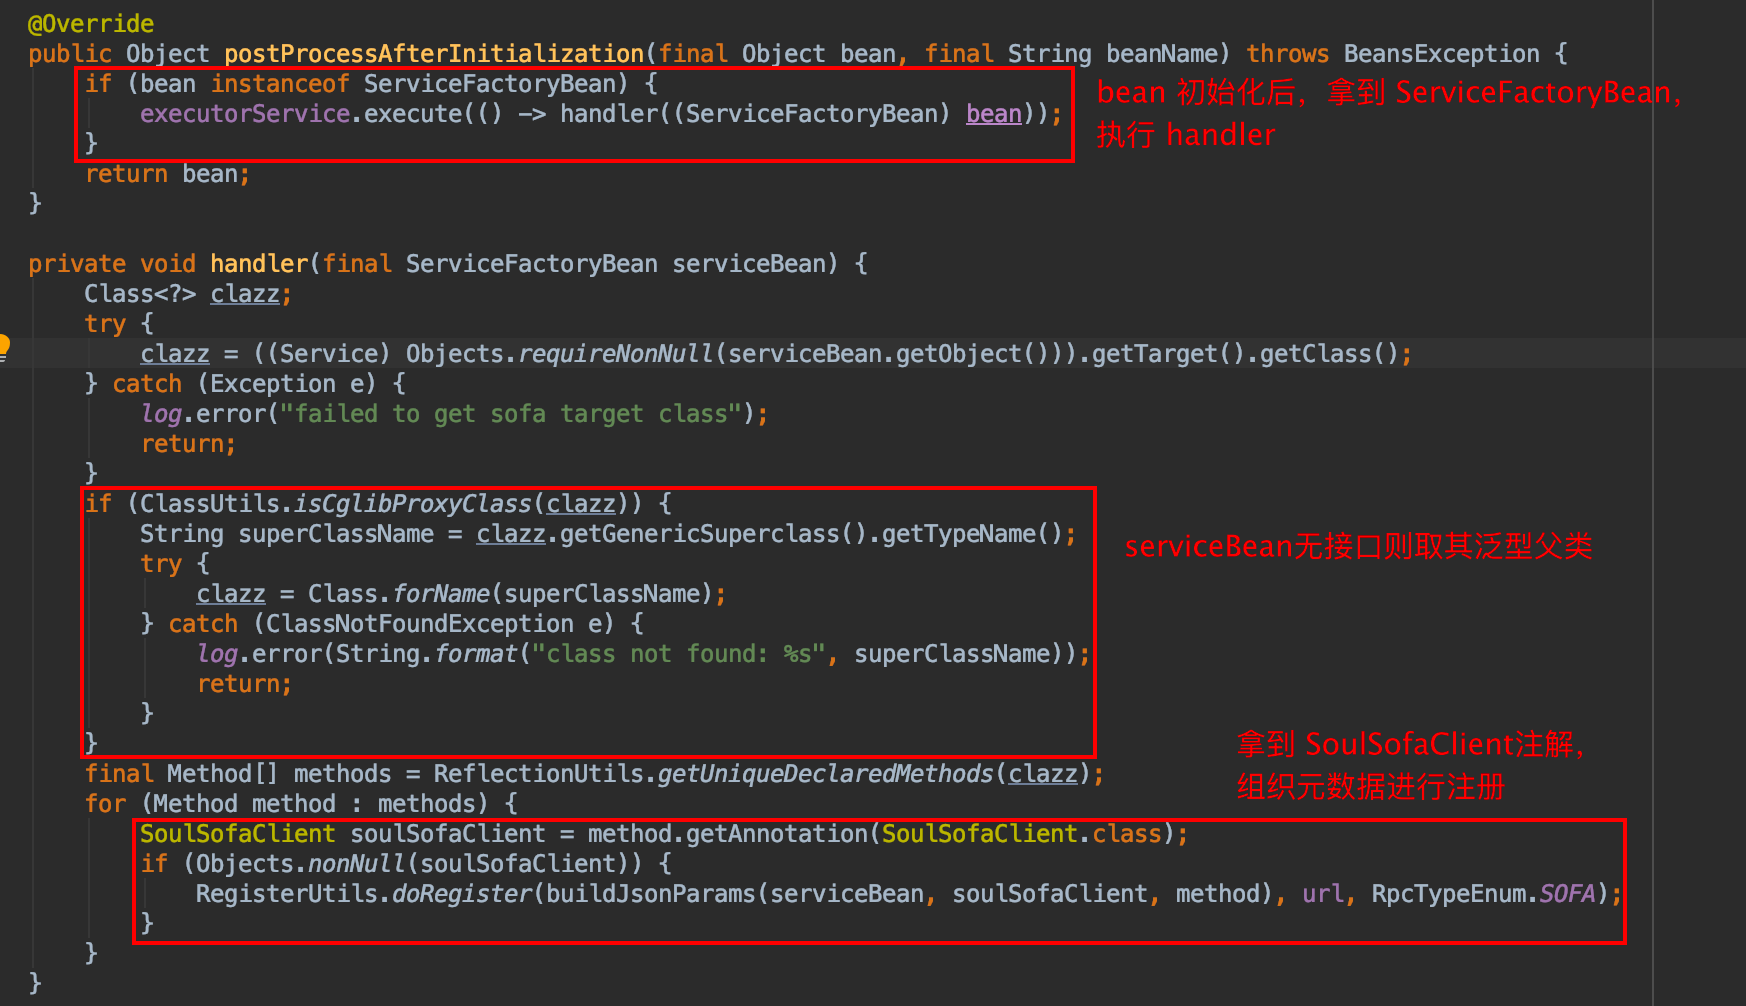 @Override
public Object postProcessAfterInitialization(final Object bean, final String beanName) throws BeansException {
if (bean instanceof ServiceFactoryBean) {
executorService.execute(() -> handler((ServiceFactoryBean) bean));
}
return bean;
}
bean 初始化后，拿到 ServiceFactoryBean，
执行 handler
private void handler(final ServiceFactoryBean serviceBean) {
Class<?> clazz;
try {
clazz = ((Service) Objects.requireNonNull(serviceBean.getObject())).getTarget().getClass();
} catch (Exception e) {
log.error("failed to get sofa target class");
return;
}
if (ClassUtils.isCglibProxyClass(clazz)) {
String superClassName = clazz.getGenericSuperclass().getTypeName();
try {
clazz = Class.forName(superClassName);
} catch (ClassNotFoundException e) {
log.error(String.format("class not found: %s", superClassName));
return;
}
}
serviceBean无接口则取其泛型父类
final Method[] methods = ReflectionUtils.getUniqueDeclaredMethods(clazz);
for (Method method : methods) {
拿到 SoulSofaClient注解，
组织元数据进行注册
SoulSofaClient soulSofaClient = method.getAnnotation(SoulSofaClient.class);
if (Objects.nonNull(soulSofaClient)) {
RegisterUtils.doRegister(buildJsonParams(serviceBean, soulSofaClient, method), url, RpcTypeEnum.SOFA);
}
}
}